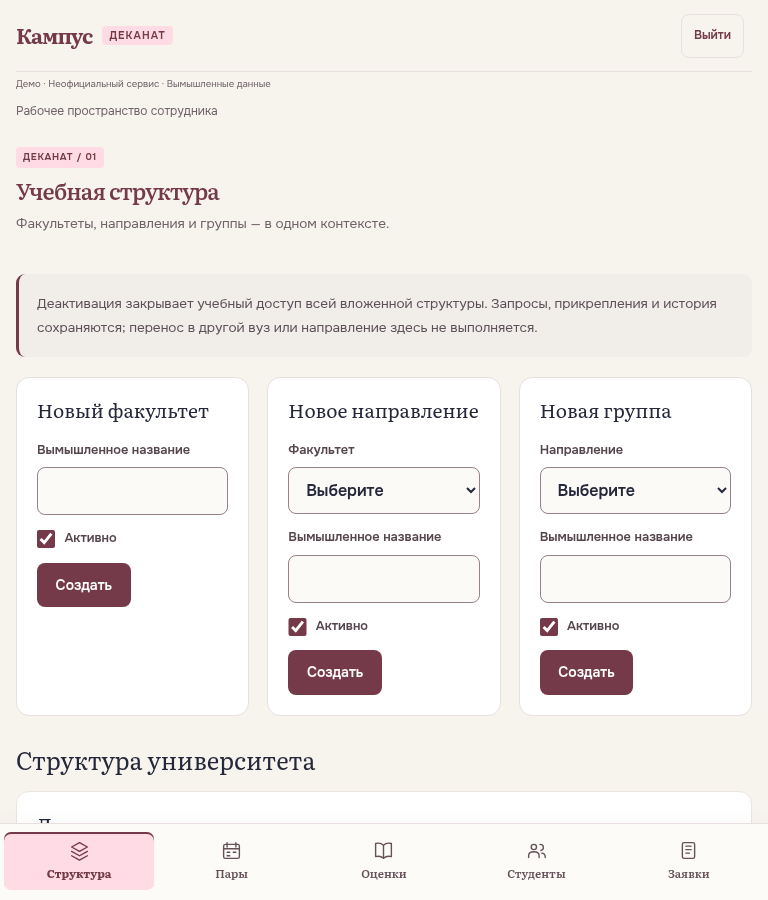 Кампус ДЕКАНАТ
Выйти
Демо · Неофициальный сервис · Вымышленные данные
Рабочее пространство сотрудника
ДЕКАНАТ / 01
Учебная структура
Факультеты, направления и группы — в одном контексте.
Деактивация закрывает учебный доступ всей вложенной структуры. Запросы, прикрепления и история
сохраняются; перенос в другой вуз или направление здесь не выполняется.
Новый факультет
Вымышленное название
Активно
Создать
Новое направление
Факультет
Выберите
Вымышленное название
Активно
Создать
Новая группа
Направление
Выберите
Вымышленное название
Активно
Создать
Структура университета
Структура
Пары
Оценки
Студенты
Заявки